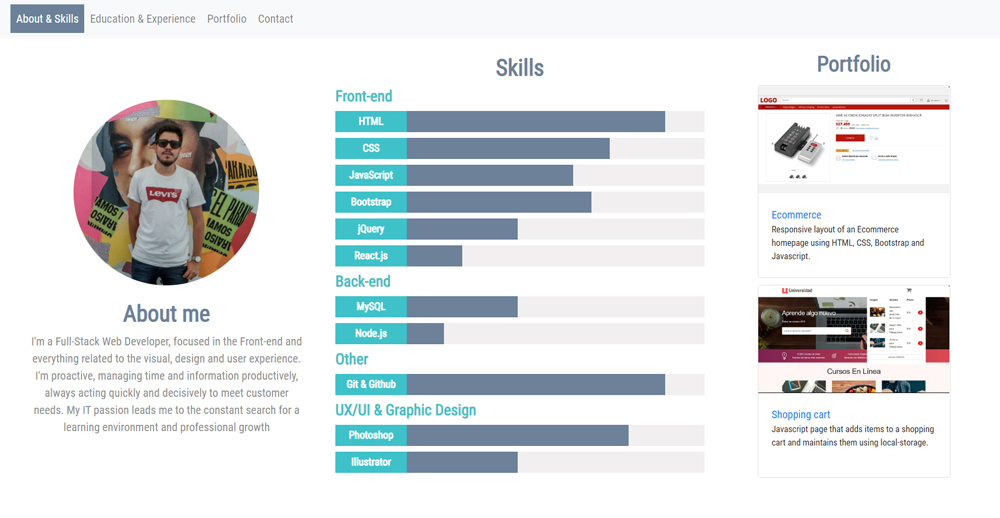 About & Skills
Education & Experience
Portfolio
Contact
LEVI'S
About me
I'm a Full-Stack Web Developer, focused in the Front-end and
everything related to the visual, design and user experience.
I'm proactive, managing time and information productively,
always acting quickly and decisively to meet customer
needs. My IT passion leads me to the constant search for a
learning environment and professional growth
Skills
Front-end
HTML
CSS
JavaScript
Bootstrap
jQuery
React.js
Back-end
MySQL
Node.js
Other
Git & Github
UX/UI & Graphic Design
Photoshop
Illustrator
Portfolio
LOGO
Ecommerce
Responsive layout of an Ecommerce
homepage using HTML, CSS, Bootstrap and
Javascript.
Universidad
Aprende algo nuevo
Cursos En Línea
Shopping cart
Javascript page that adds items to a shopping
cart and maintains them using local-storage.